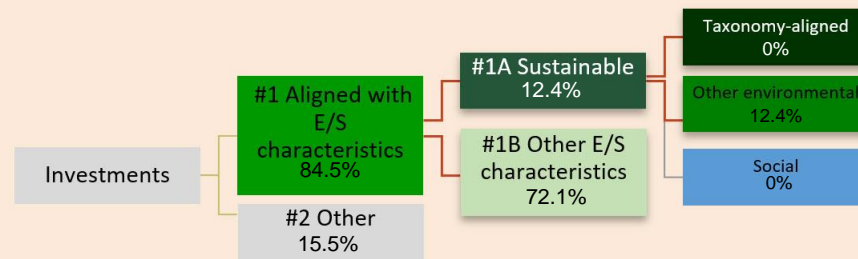 Investments
#1 Aligned with
E/S
characteristics
84.5%
#2 Other
15.5%
#1A Sustainable
12.4%
#1B Other E/S
characteristics
72.1%
Taxonomy-aligned
0%
Other environmental
12.4%
Social
0%